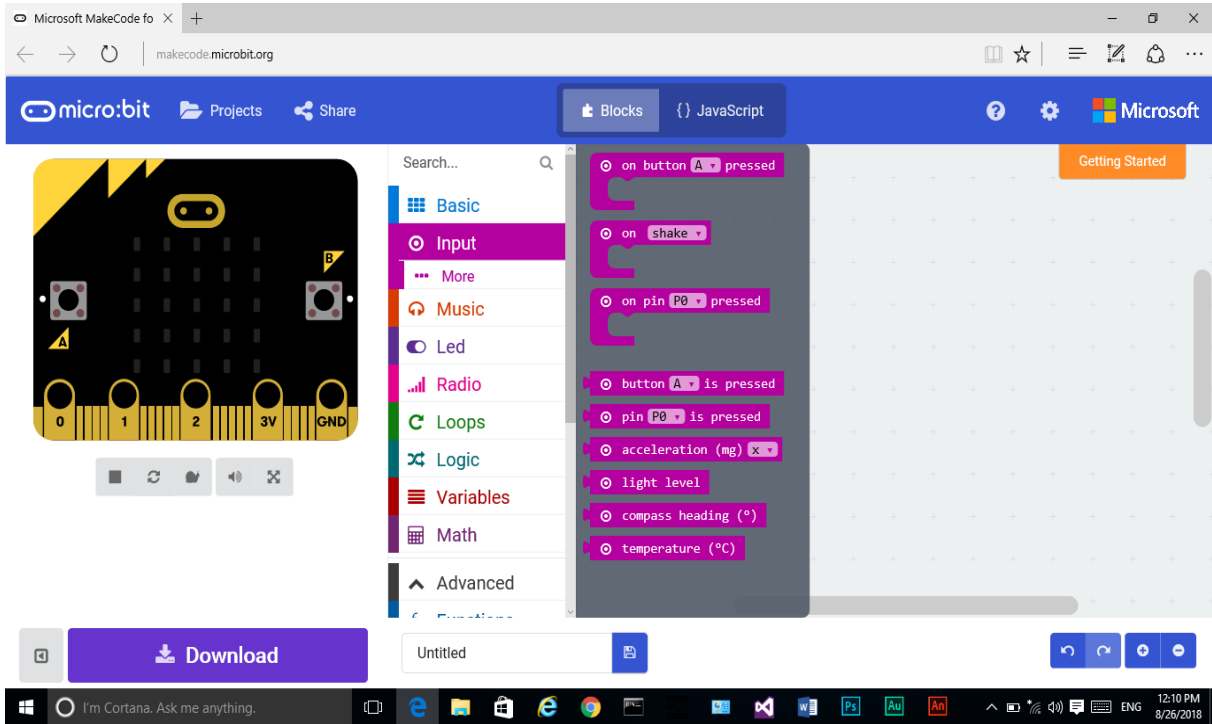 Microsoft MakeCode fo
makecode.microbit.org
micro:bit Projects Share Blocks {} JavaScript Microsoft
Search...
Getting Started
Basic
Input
More
Music
Led
Radio
Loops
Logic
Variables
Math
Advanced
on button A pressed
on shake
on pin P0 pressed
button A is pressed
pin P0 is pressed
acceleration (mg) x
light level
compass heading (°)
temperature (°C)
B
A
0 1 2 3V GND
Download
Untitled
I'm Cortana. Ask me anything.
Ps Au An
ENG
12:10 PM
8/26/2018